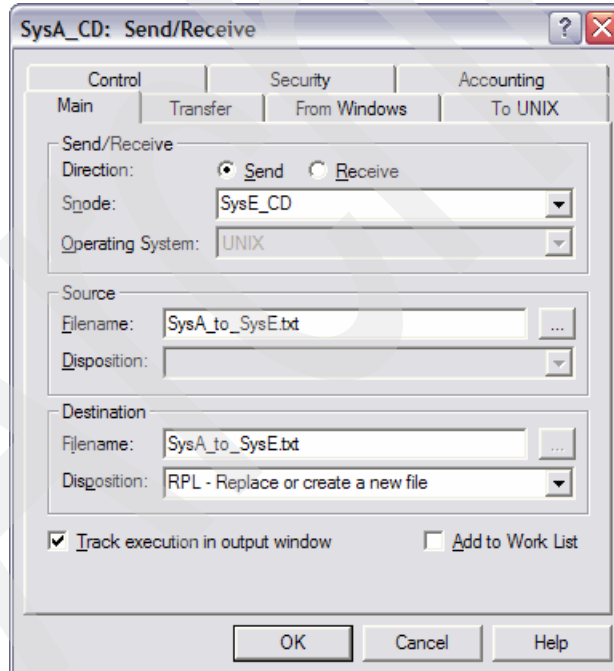 SysA_CD: Send/Receive
Control Security Accounting
Main Transfer From Windows To UNIX
Send/Receive
Direction: Send Receive
Snode: SysE_CD
Operating System: UNIX
Source
Filename: SysA_to_SysE.txt ...
Disposition:
Destination
Filename: SysA_to_SysE.txt ...
Disposition: RPL - Replace or create a new file
Track execution in output window Add to Work List
OK Cancel Help